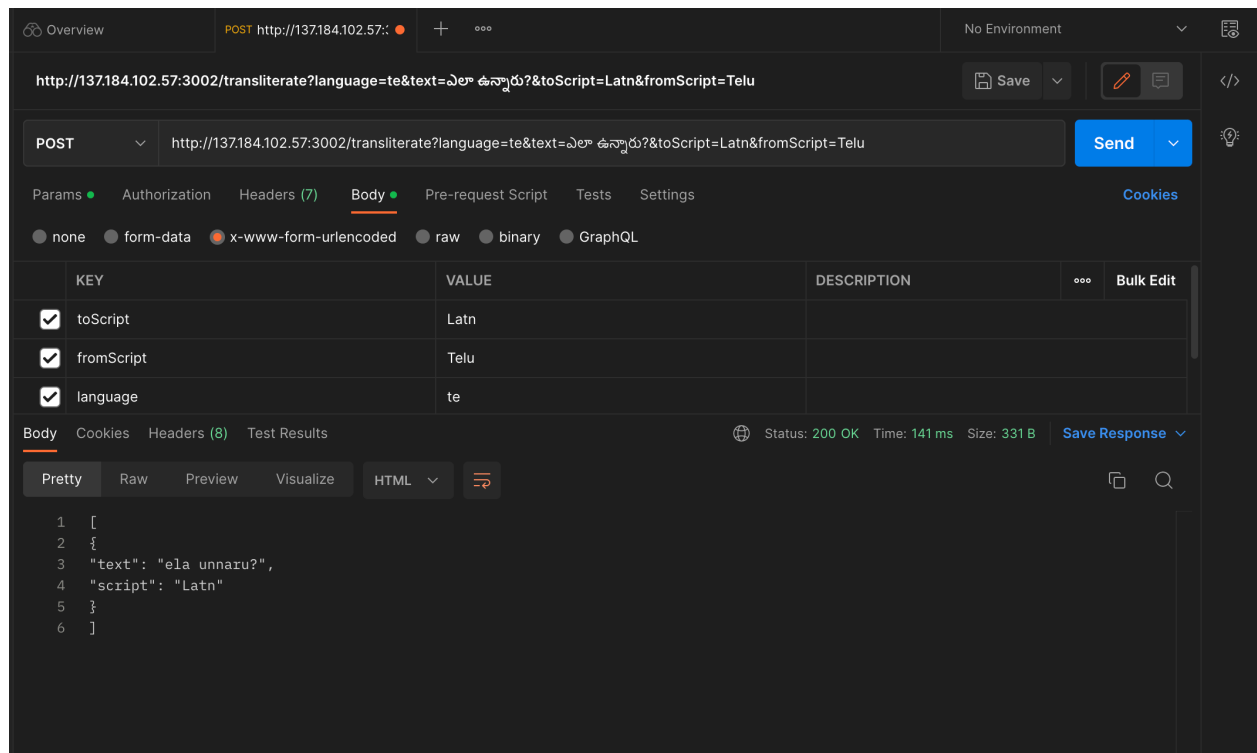 Overview
POST http://137.184.102.57::
No Environment
http://137.184.102.57:3002/transliterate?language=te&text=ఎలా ఉన్నారు?&toScript=Latn&fromScript=Telu
Save
POST http://137.184.102.57:3002/transliterate?language=te&text=ఎలా ఉన్నారు?&toScript=Latn&fromScript=Telu Send
Params Authorization Headers (7) Body Pre-request Script Tests Settings Cookies
none form-data x-www-form-urlencoded raw binary GraphQL
KEY VALUE DESCRIPTION Bulk Edit
toScript Latn
fromScript Telu
language te
Body Cookies Headers (8) Test Results Status: 200 OK Time: 141 ms Size: 331 B Save Response
Pretty Raw Preview Visualize HTML
1 [
2 {
3 "text": "ela unnaru?",
4 "script": "Latn"
5 }
6 ]